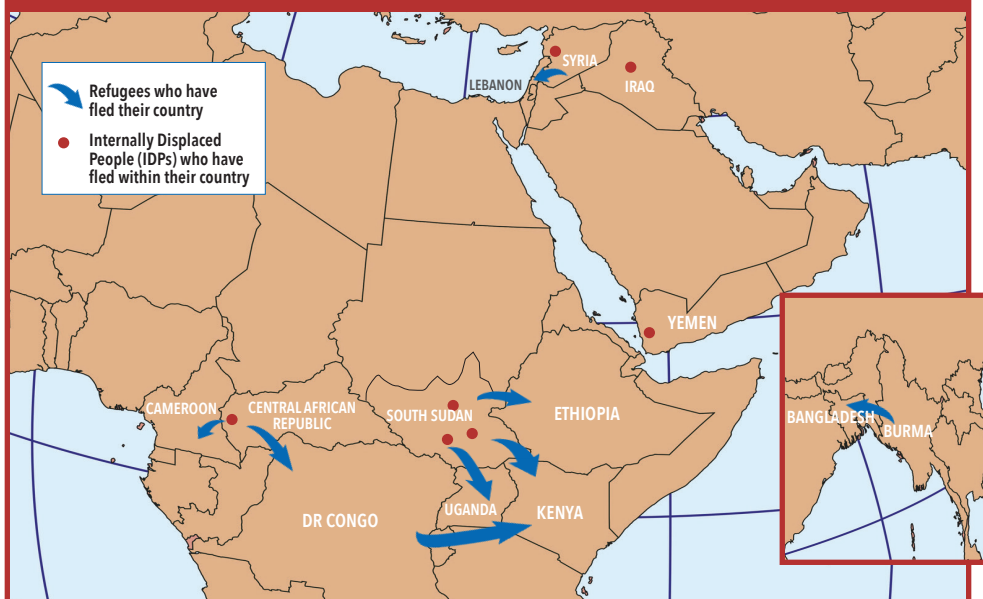 Refugees who have
fled their country
Internally Displaced
People (IDPs) who have
fled within their country
SYRIA
LEBANON
IRAQ
YEMEN
CAMEROON
CENTRAL AFRICAN
REPUBLIC
SOUTH SUDAN
ETHIOPIA
BANGLADESH
BURMA
UGANDA
KENYA
DR CONGO